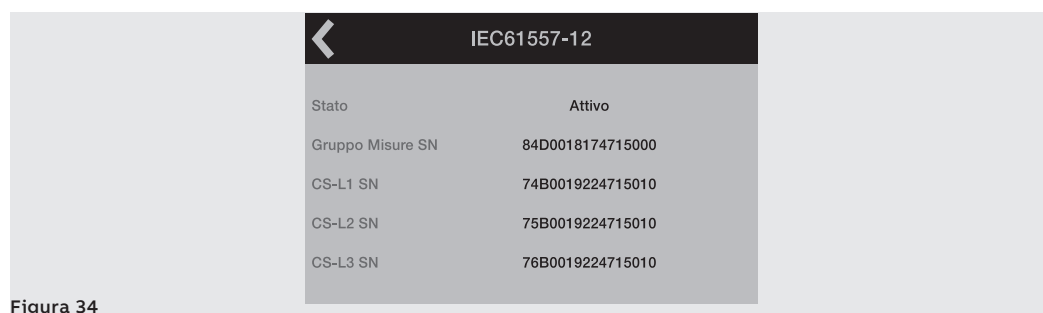 IEC61557-12
Stato Attivo
Gruppo Misure SN 84D0018174715000
CS-L1 SN 74B0019224715010
CS-L2 SN 75B0019224715010
CS-L3 SN 76B0019224715010
Figura 34